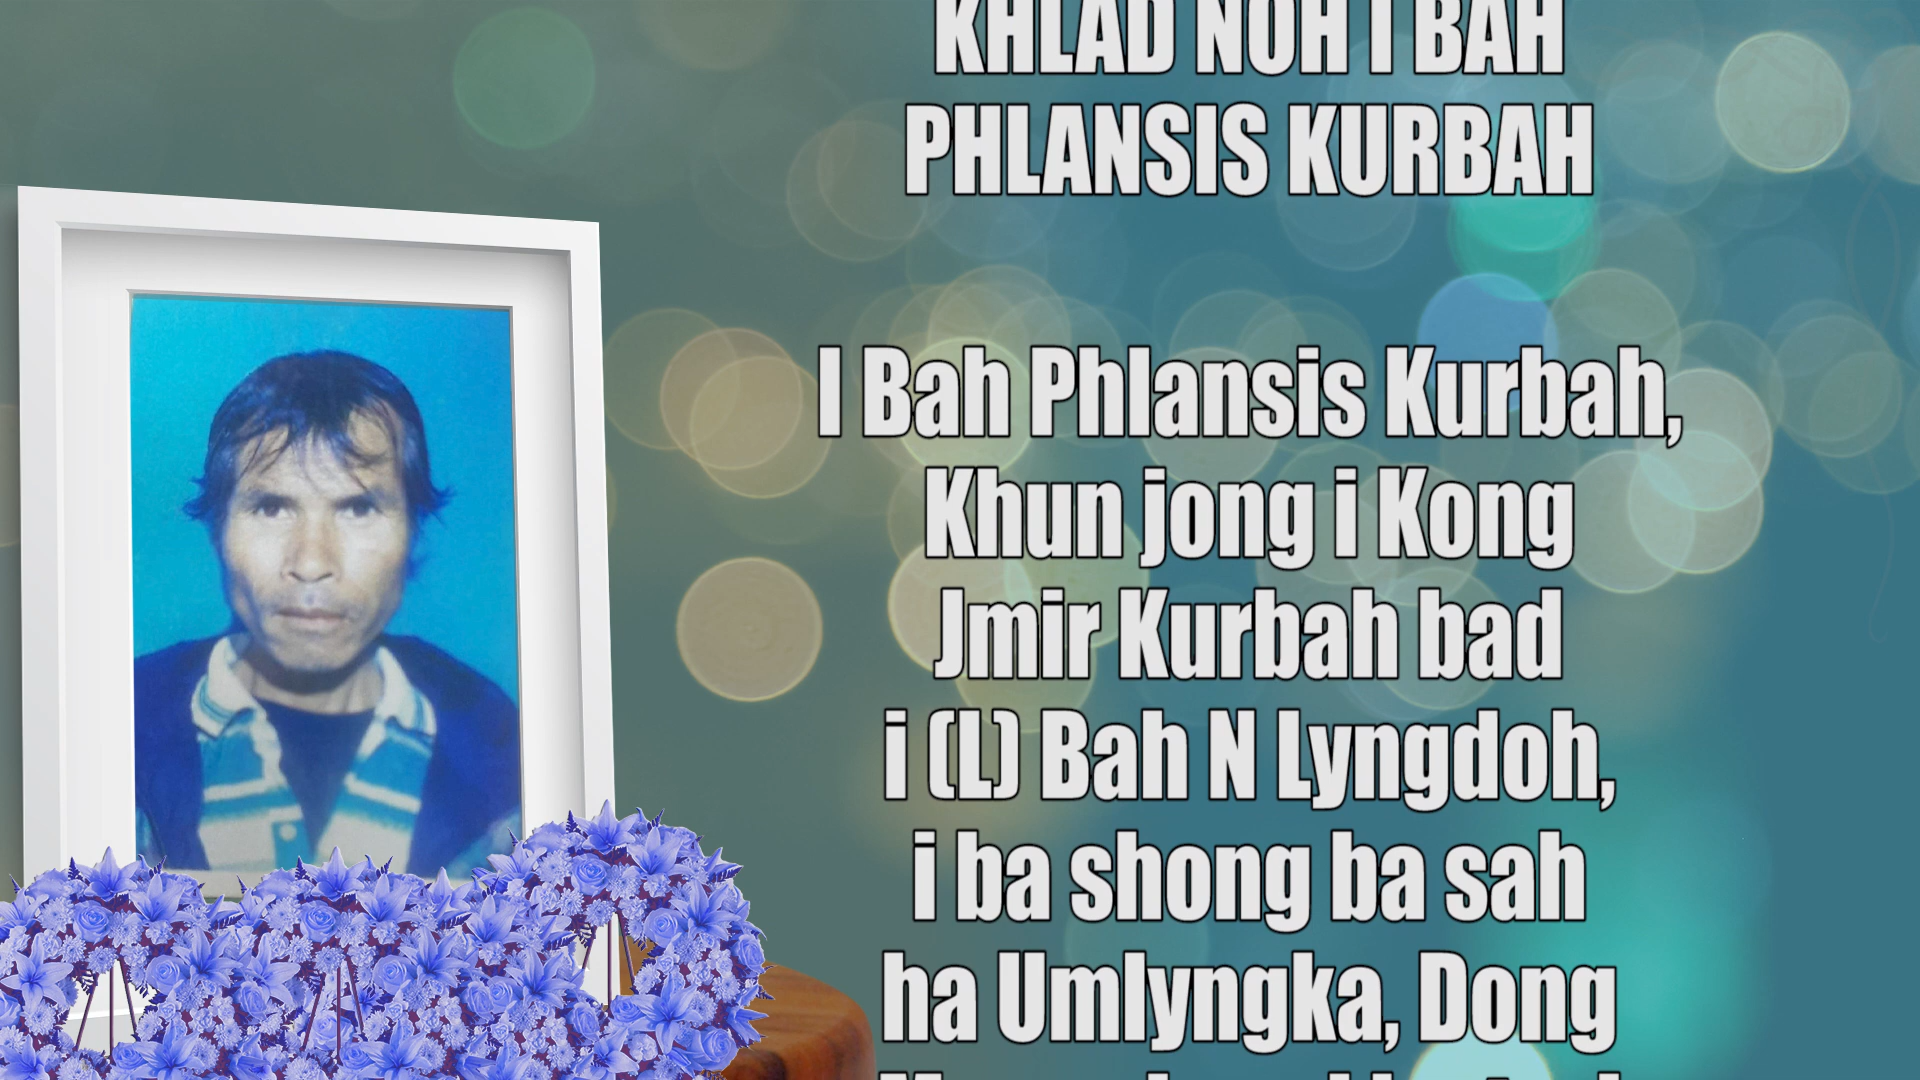 KHLAD NOH I BAH
PHLANSIS KURBAH
I Bah Phlansis Kurbah,
Khun jong i Kong
Jmir Kurbah bad
i (L) Bah N Lyngdoh,
i ba shong ba sah
ha Umlyngka, Dong